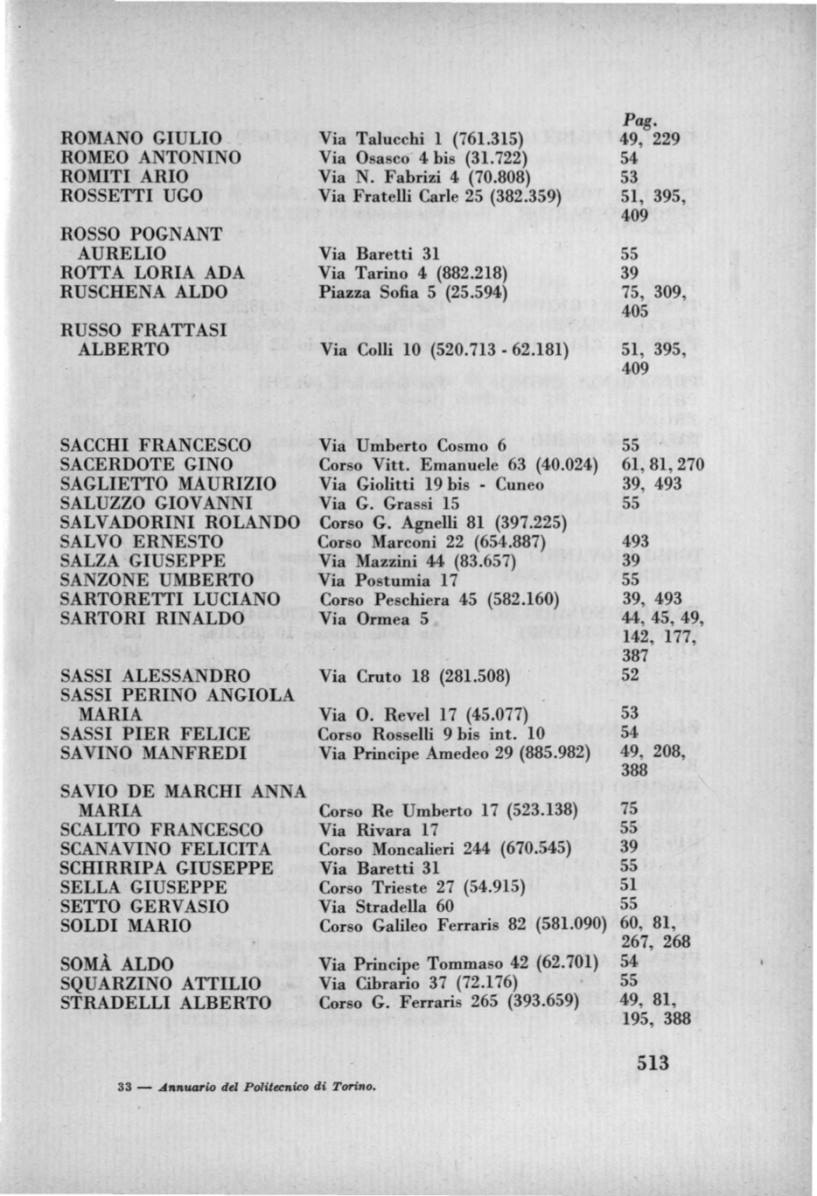 Pag.
ROMANO GIULIO Via Talucchi 1 (761.315) 49, 229
ROMEO ANTONINO Via Osasco 4 bis (31.722) 54
ROMITI ARIO Via N. Fabrizi 4 (70.808) 53
ROSSETTI UGO Via Fratelli Carle 25 (382.359) 51, 395,
409
ROSSO POGNANT
AURELIO Via Baretti 31 55
ROTTA LORIA ADA Via Tarino 4 (882.218) 39
RUSCHENA ALDO Piazza Sofia 5 (25.594) 75, 309,
405
RUSSO FRATTASI
ALBERTO Via Colli 10 (520.713 - 62.181) 51, 395,
409
SACCHI FRANCESCO Via Umberto Cosmo 6 55
SACERDOTE GINO Corso Vitt. Emanuele 63 (40.024) 61, 81, 270
SAGLIETTO MAURIZIO Via Giolitti 19 bis - Cuneo 39, 493
SALUZZO GIOVANNI Via G. Grassi 15 55
SALVADORINI ROLANDO Corso G. Agnelli 81 (397.225)
SALVO ERNESTO Corso Marconi 22 (654.887) 493
SALZA GIUSEPPE Via Mazzini 44 (83.657) 39
SANZONE UMBERTO Via Postumia 17 55
SARTORETTI LUCIANO Corso Peschiera 45 (582.160) 39, 493
SARTORI RINALDO Via Ormea 5 44, 45, 49,
142, 177,
387
SASSI ALESSANDRO Via Cruto 18 (281.508) 52
SASSI PERINO ANGIOLA
MARIA Via O. Revel 17 (45.077) 53
SASSI PIER FELICE Corso Rosselli 9 bis int. 10 54
SAVINO MANFREDI Via Principe Amedeo 29 (885.982) 49, 208,
388
SAVIO DE MARCHI ANNA
MARIA Corso Re Umberto 17 (523.138) 75
SCALITO FRANCESCO Via Rivara 17 55
SCANAVINO FELICITA Corso Moncalieri 244 (670.545) 39
SCHIRRIPA GIUSEPPE Via Baretti 31 55
SELLA GIUSEPPE Corso Trieste 27 (54.915) 51
SETTO GERVASIO Via Stradella 60 55
SOLDI MARIO Corso Galileo Ferraris 82 (581.090) 60, 81,
267, 268
SOMÀ ALDO Via Principe Tommaso 42 (62.701) 54
SQUARZINO ATTILIO Via Cibrario 37 (72.176) 55
STRADELLI ALBERTO Corso G. Ferraris 265 (393.659) 49, 81,
195, 388
513
33 — Annuario del Politecnico di Torino.